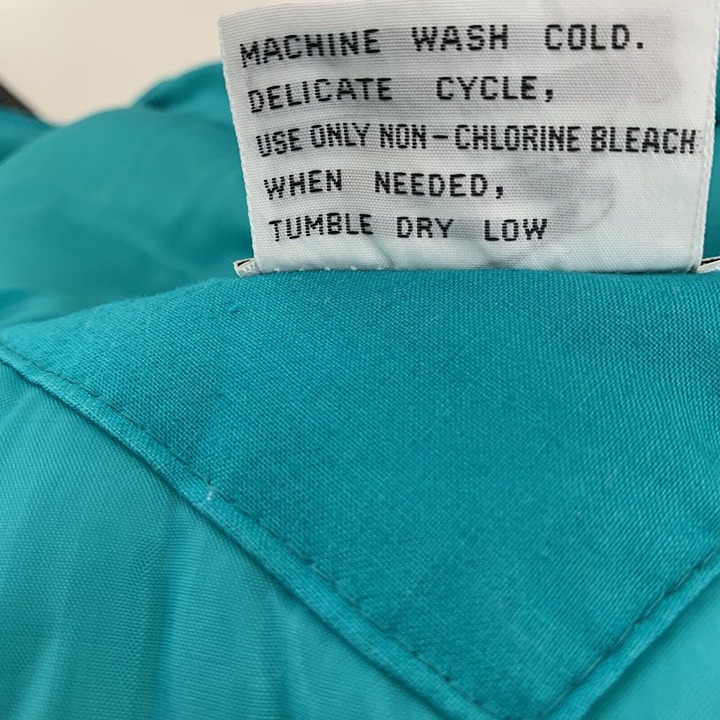 MACHINE WASH COLD.
DELICATE CYCLE,
USE ONLY NON-CHLORINE BLEACH
WHEN NEEDED,
TUMBLE DRY LOW